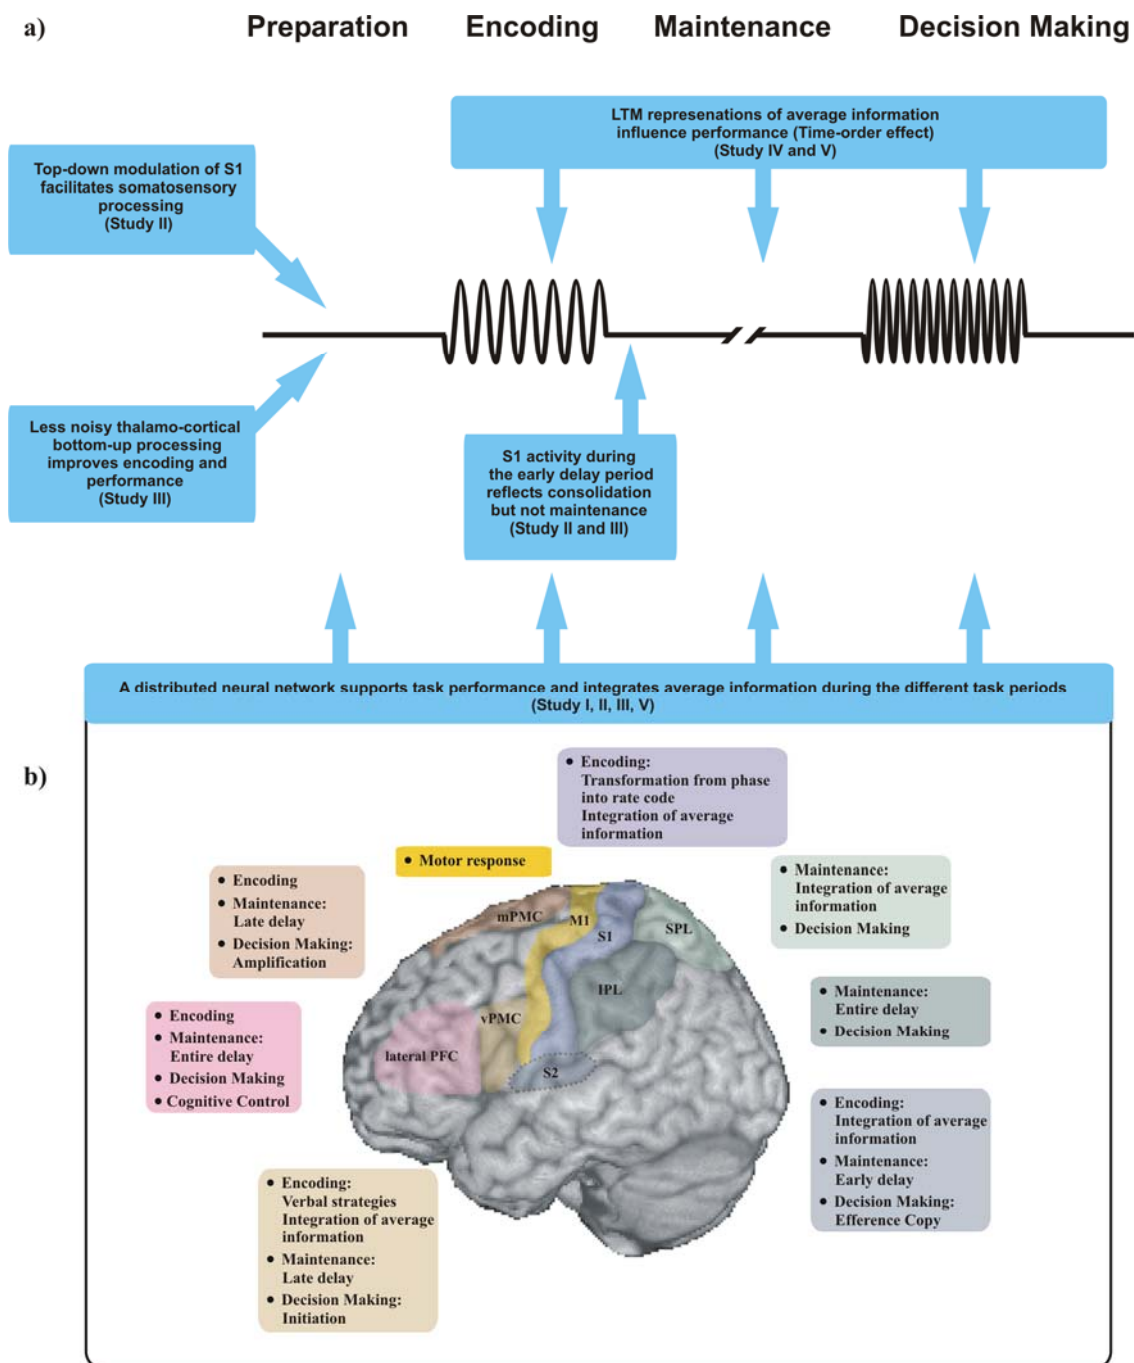 a)
Preparation Encoding Maintenance Decision Making
LTM represenations of average information
influence performance (Time-order effect)
(Study IV and V)
Top-down modulation of S1
facilitates somatosensory
processing
(Study II)
Less noisy thalamo-cortical
bottom-up processing
improves encoding and
performance
(Study III)
S1 activity during
the early delay period
reflects consolidation
but not maintenance
(Study II and III)
A distributed neural network supports task performance and integrates average information during the different task periods
(Study I, II, III, V)
b)
• Encoding:
Transformation from phase
into rate code
Integration of average
information
• Motor response
• Encoding
• Maintenance:
Late delay
• Decision Making:
Amplification
• Maintenance:
Integration of average
information
• Decision Making
• Encoding
• Maintenance:
Entire delay
• Decision Making
• Cognitive Control
• Maintenance:
Entire delay
• Decision Making
• Encoding:
Integration of average
information
• Maintenance:
Early delay
• Decision Making:
Efference Copy
• Encoding:
Verbal strategies
Integration of average
information
• Maintenance:
Late delay
• Decision Making:
Initiation
mPMC
M1
S1
SPL
IPL
vPMC
lateral PFC
S2